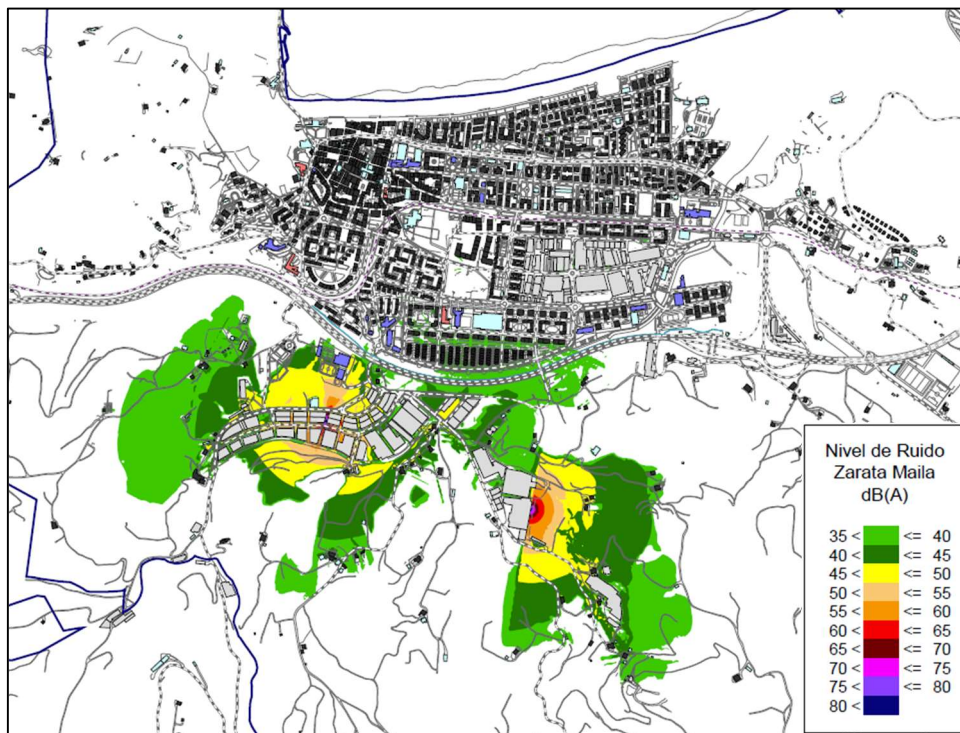 Nivel de Ruido
Zarata Maila
dB(A)
35 < <= 40
40 < <= 45
45 < <= 50
50 < <= 55
55 < <= 60
60 < <= 65
65 < <= 70
70 < <= 75
75 < <= 80
80 <